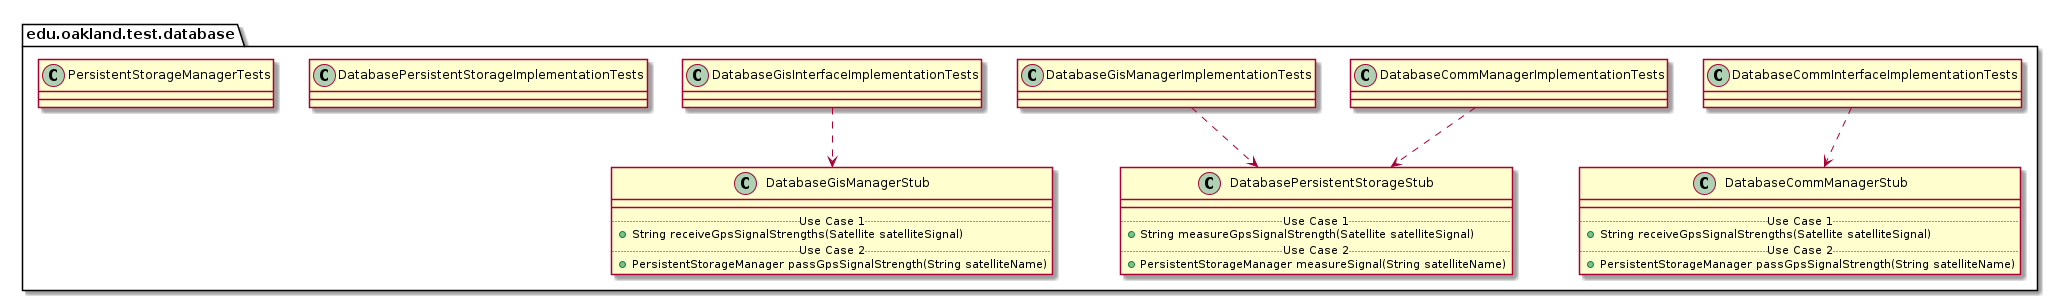 edu.oakland.test.database
C PersistentStorageManagerTests
C DatabasePersistentStorageImplementationTests
C DatabaseGisInterfaceImplementationTests
C DatabaseGisManagerImplementationTests
C DatabaseCommManagerImplementationTests
C DatabaseCommInterfaceImplementationTests
C DatabaseGisManagerStub
Use Case 1
String receiveGpsSignalStrengths(Satellite satelliteSignal)
Use Case 2
PersistentStorageManager passGpsSignalStrength(String satelliteName)
C DatabasePersistentStorageStub
Use Case 1
String measureGpsSignalStrength(Satellite satelliteSignal)
Use Case 2
PersistentStorageManager measureSignal(String satelliteName)
C DatabaseCommManagerStub
Use Case 1
String receiveGpsSignalStrengths(Satellite satelliteSignal)
Use Case 2
PersistentStorageManager passGpsSignalStrength(String satelliteName)